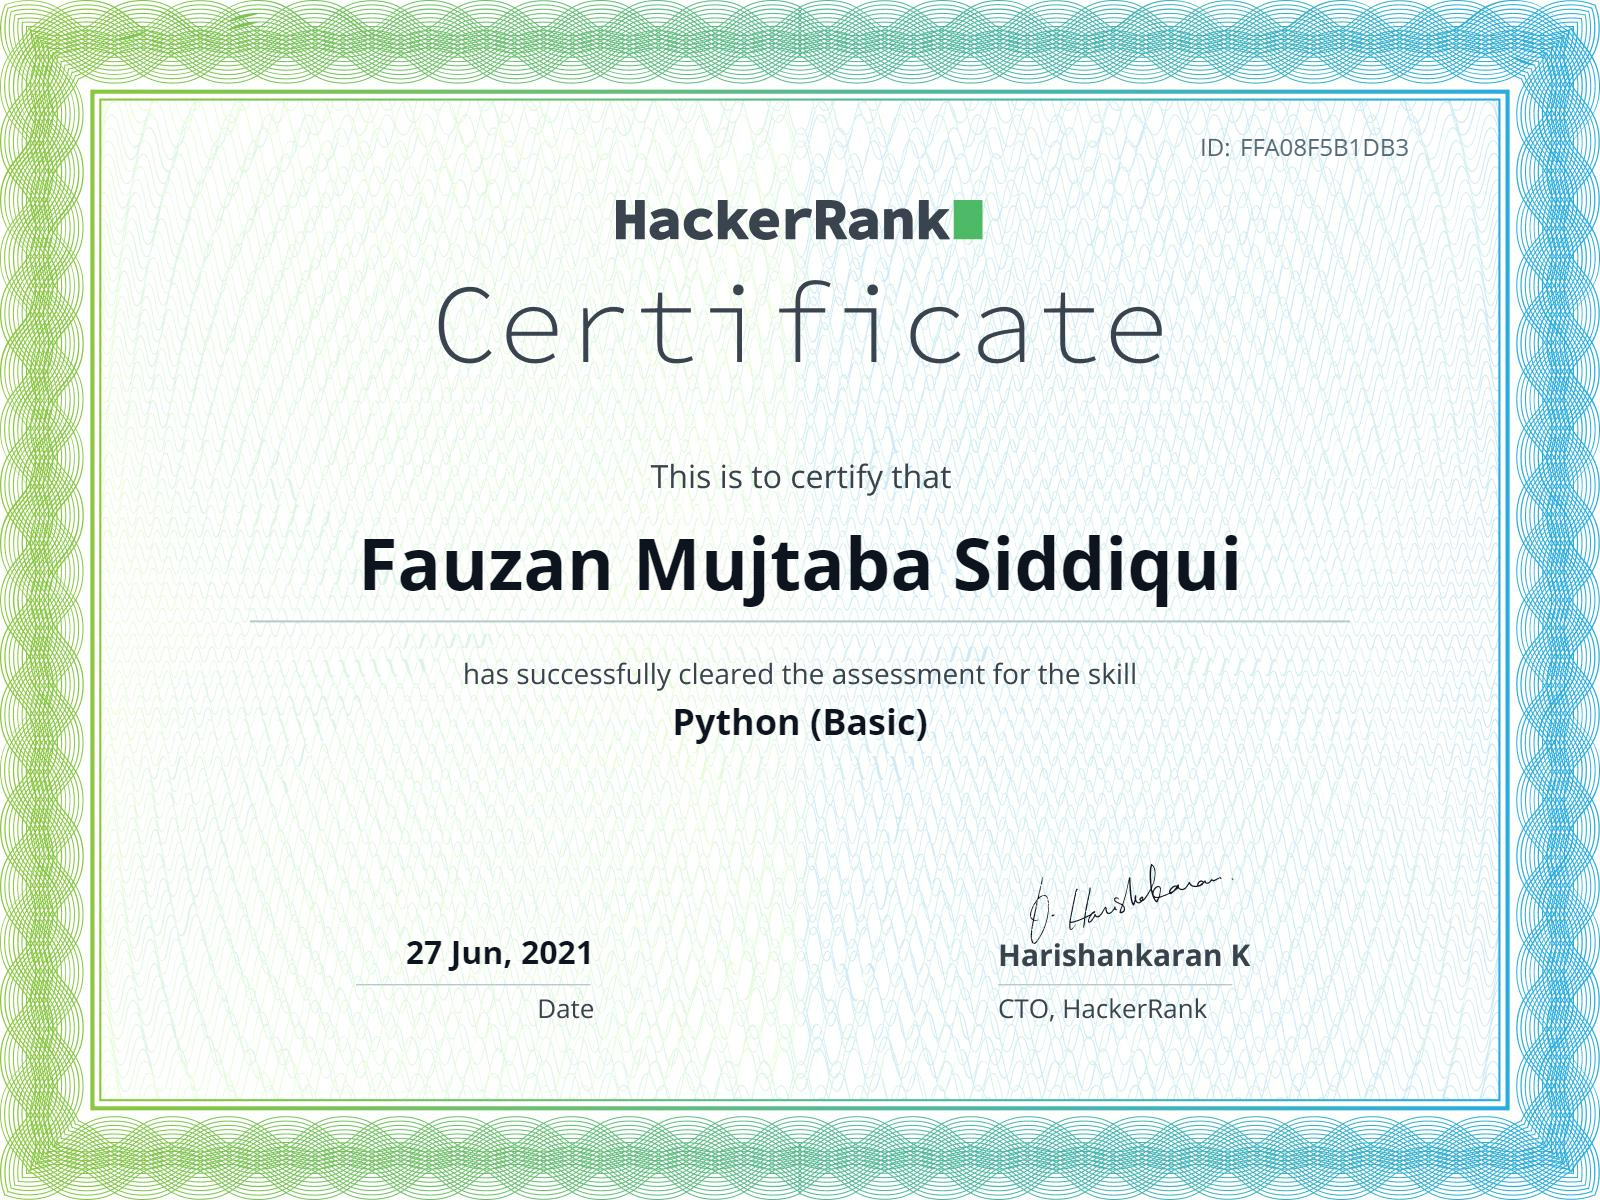 ID: FFA08F5B1DB3
HackerRank
Certificate
This is to certify that
Fauzan Mujtaba Siddiqui
has successfully cleared the assessment for the skill
Python (Basic)
27 Jun, 2021
Date
Harishankaran K
CTO, HackerRank